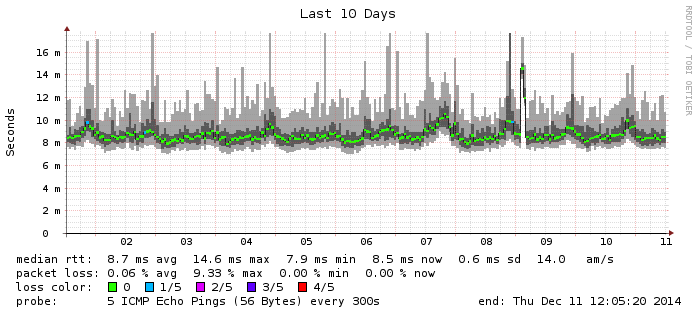 Last 10 Days
RRDTOOL / TOBI OETIKER
Seconds
16 m
14 m
12 m
10 m
8 m
6 m
4 m
2 m
0
02 03 04 05 06 07 08 09 10 11
median rtt: 8.7 ms avg 14.6 ms max 7.9 ms min 8.5 ms now 0.6 ms sd 14.0 am/s
packet loss: 0.06 % avg 9.33 % max 0.00 % min 0.00 % now
loss color: 0 1/5 2/5 3/5 4/5
probe: 5 ICMP Echo Pings (56 Bytes) every 300s end: Thu Dec 11 12:05:20 2014